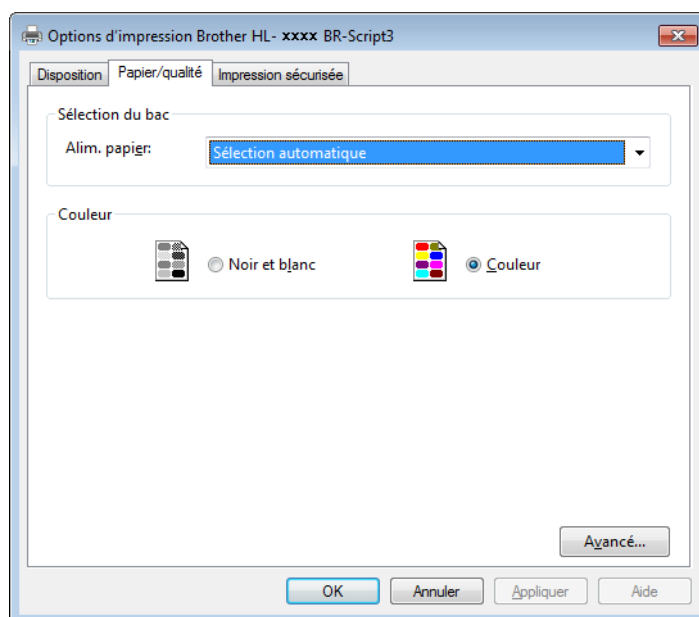 Options d'impression Brother HL- xxxx BR-Script3
Disposition Papier/qualité Impression sécurisée
Sélection du bac
Alim. papier: Sélection automatique
Couleur
Noir et blanc Couleur
Avancé...
OK Annuler Appliquer Aide